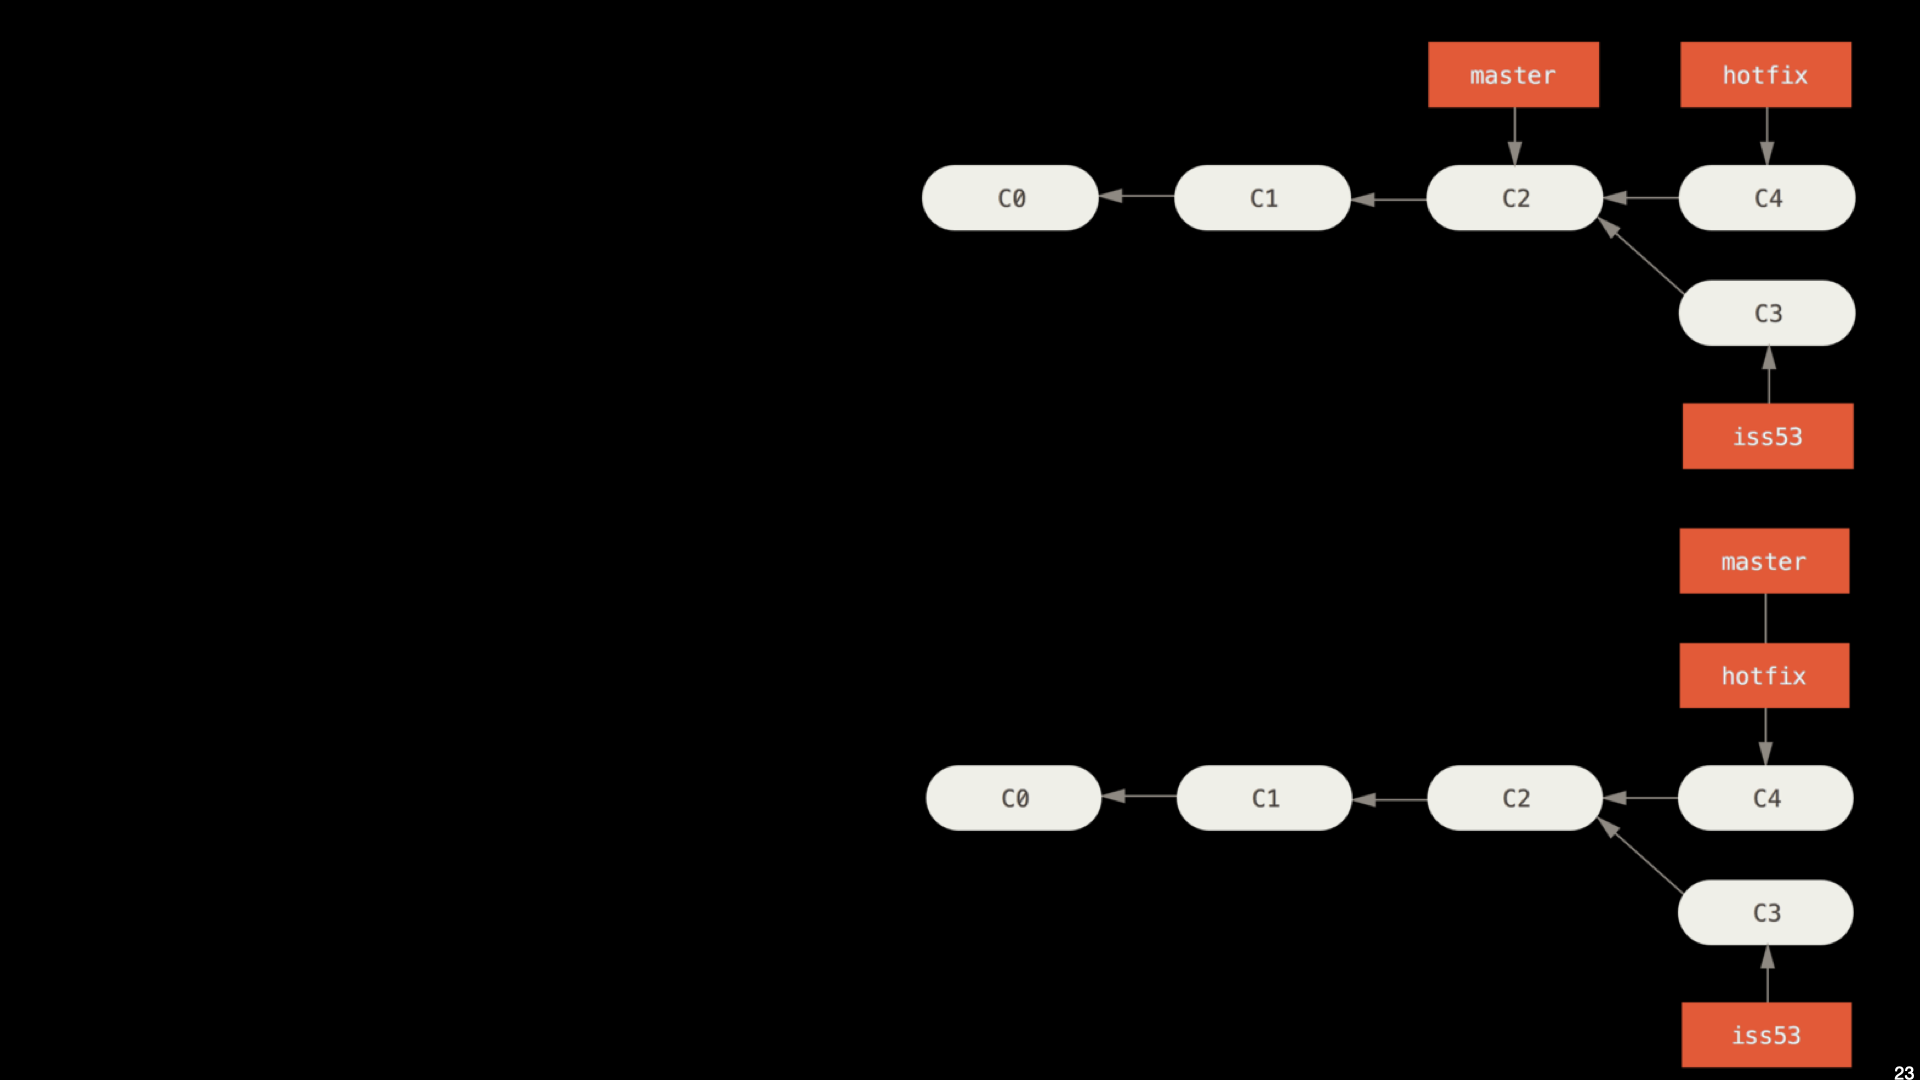 master hotfix
C0 C1 C2 C4
C3
iss53
master
hotfix
C0 C1 C2 C4
C3
iss53
23